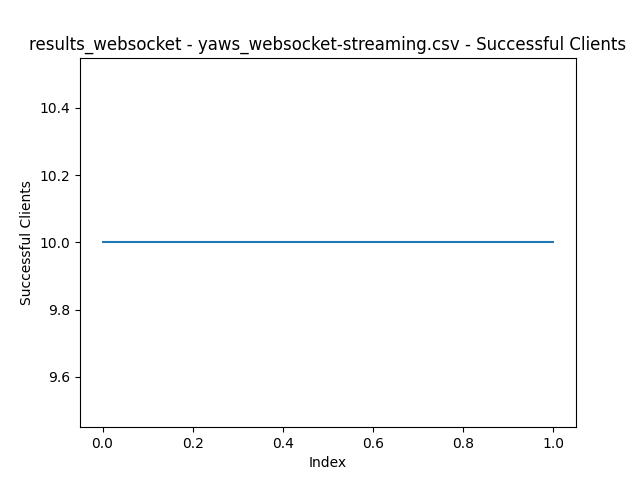 results_websocket - yaws_websocket-streaming.csv - Successful Clients
10.4
10.2
10.0
9.8
9.6
Successful Clients
0.0 0.2 0.4 0.6 0.8 1.0
Index